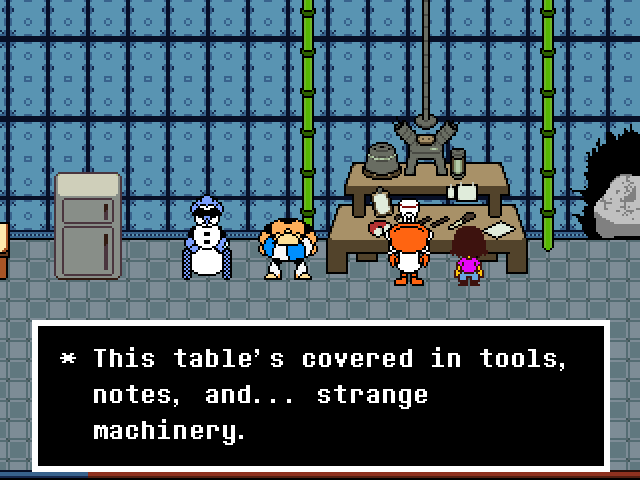 * This table's covered in tools,
notes, and... strange
machinery.